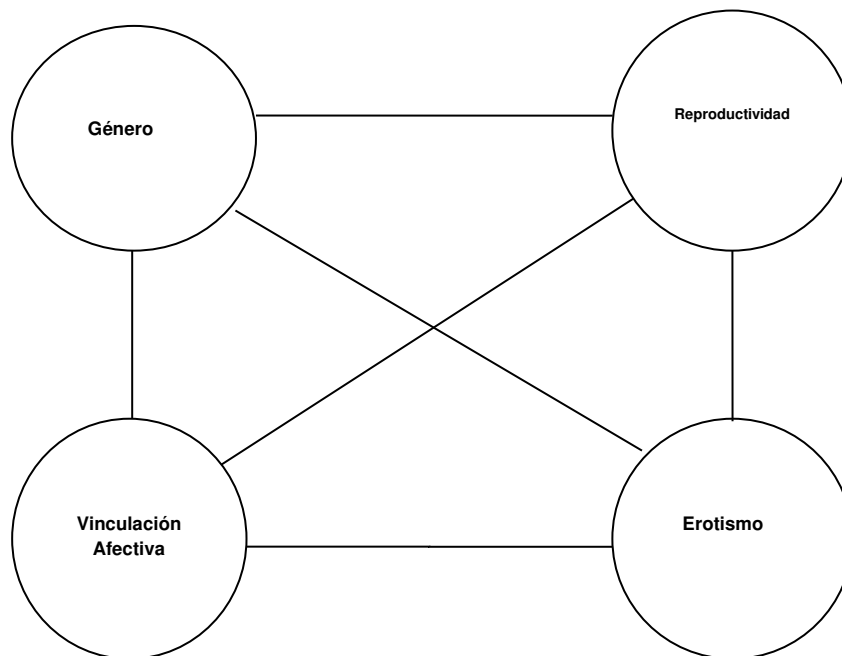 Género
Reproductividad
Vinculación
Afectiva
Erotismo